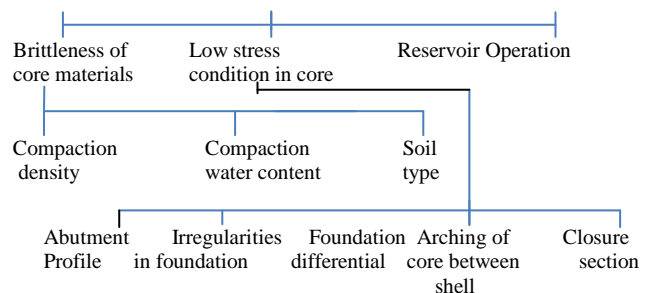 Brittleness of Low stress Reservoir Operation
core materials condition in core
Compaction Compaction Soil
density water content type
Abutment Irregularities Foundation Arching of Closure
Profile in foundation differential core between section
shell